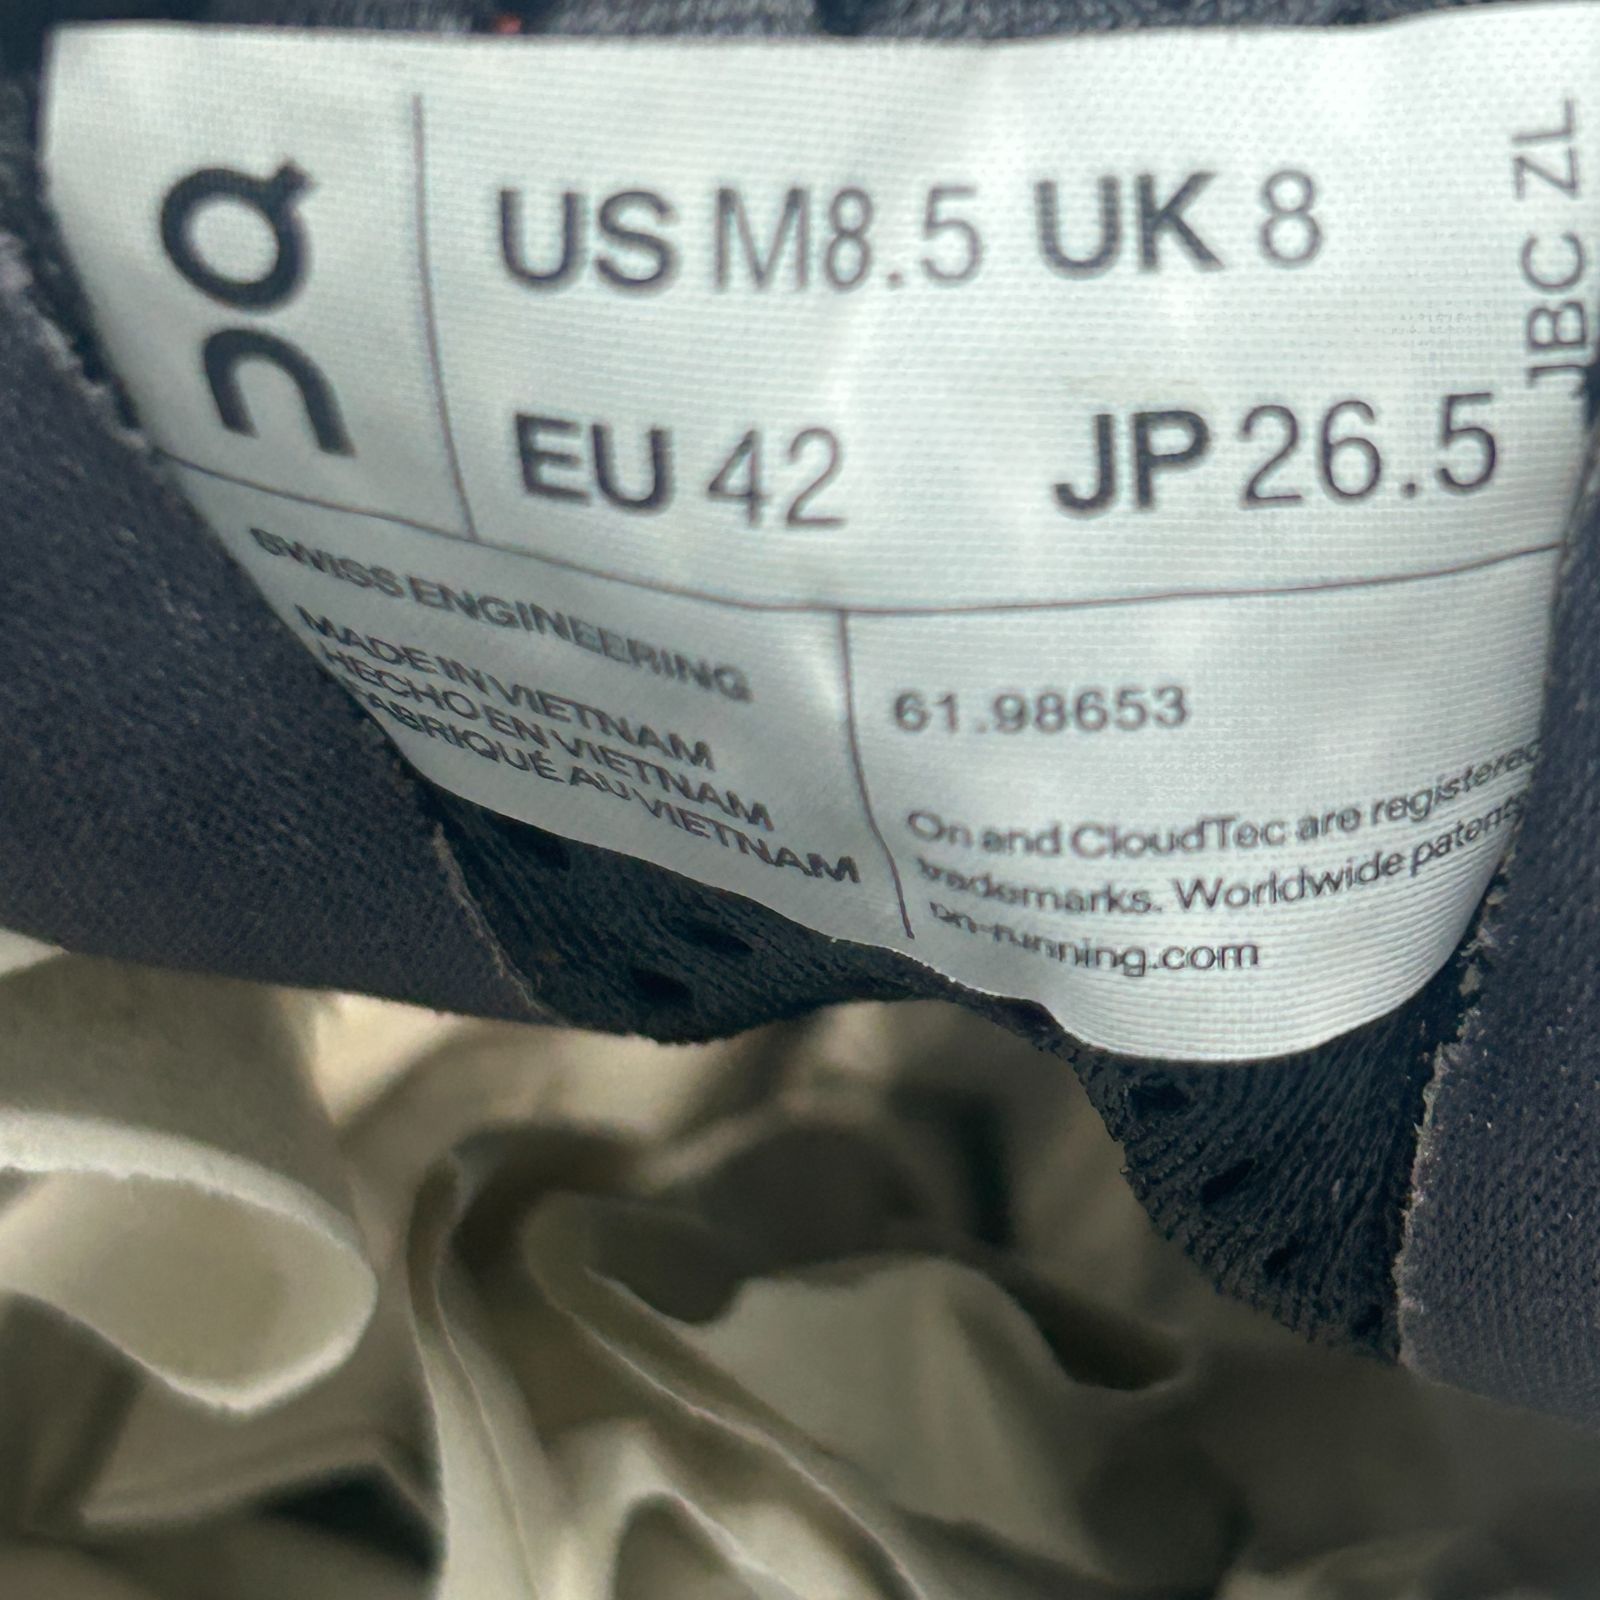 On
US M8.5 UK 8
EU 42 JP 26.5
JBC ZL
SWISS ENGINEERING
MADE IN VIETNAM
HECHO EN VIETNAM
FABRIQUÉ AU VIETNAM
61.98653
On and CloudTec are registered
trademarks. Worldwide patents
on-running.com